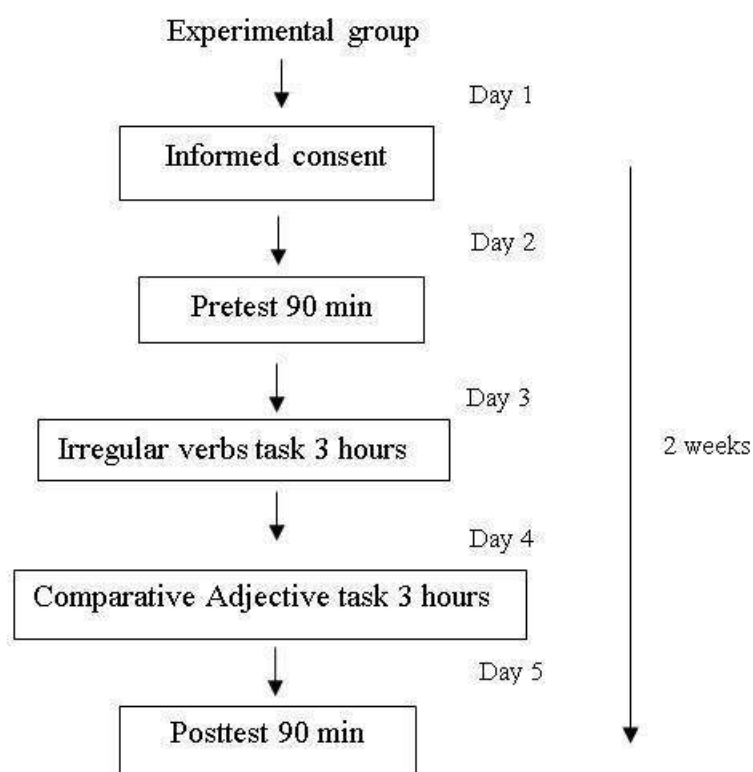 Experimental group
Day 1
Informed consent
Day 2
Pretest 90 min
Day 3
Irregular verbs task 3 hours
2 weeks
Day 4
Comparative Adjective task 3 hours
Day 5
Posttest 90 min